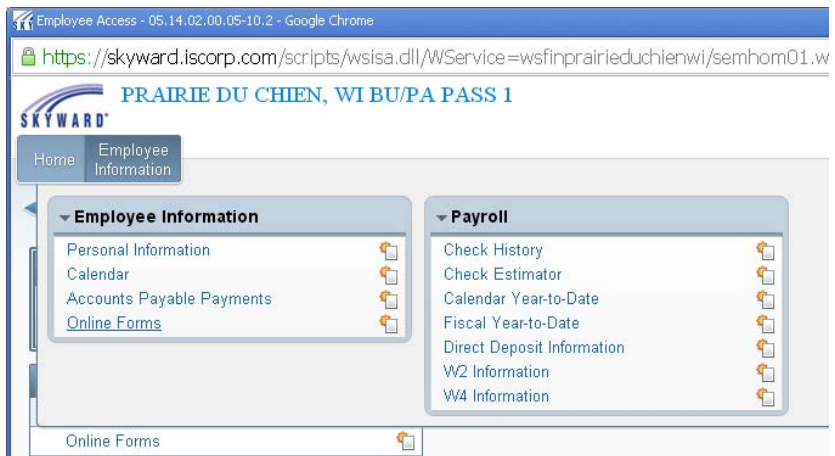 Employee Access - 05.14.02.00.05-10.2 - Google Chrome
https://skyward.iscorp.com/scripts/wsisa.dll/WService=wsfinprairieduchienwi/semhom01.w
SKYWARD
PRAIRIE DU CHIEN, WI BU/PA PASS 1
Home
Employee
Information
Employee Information
Personal Information
Calendar
Accounts Payable Payments
Online Forms
Payroll
Check History
Check Estimator
Calendar Year-to-Date
Fiscal Year-to-Date
Direct Deposit Information
W2 Information
W4 Information
Online Forms